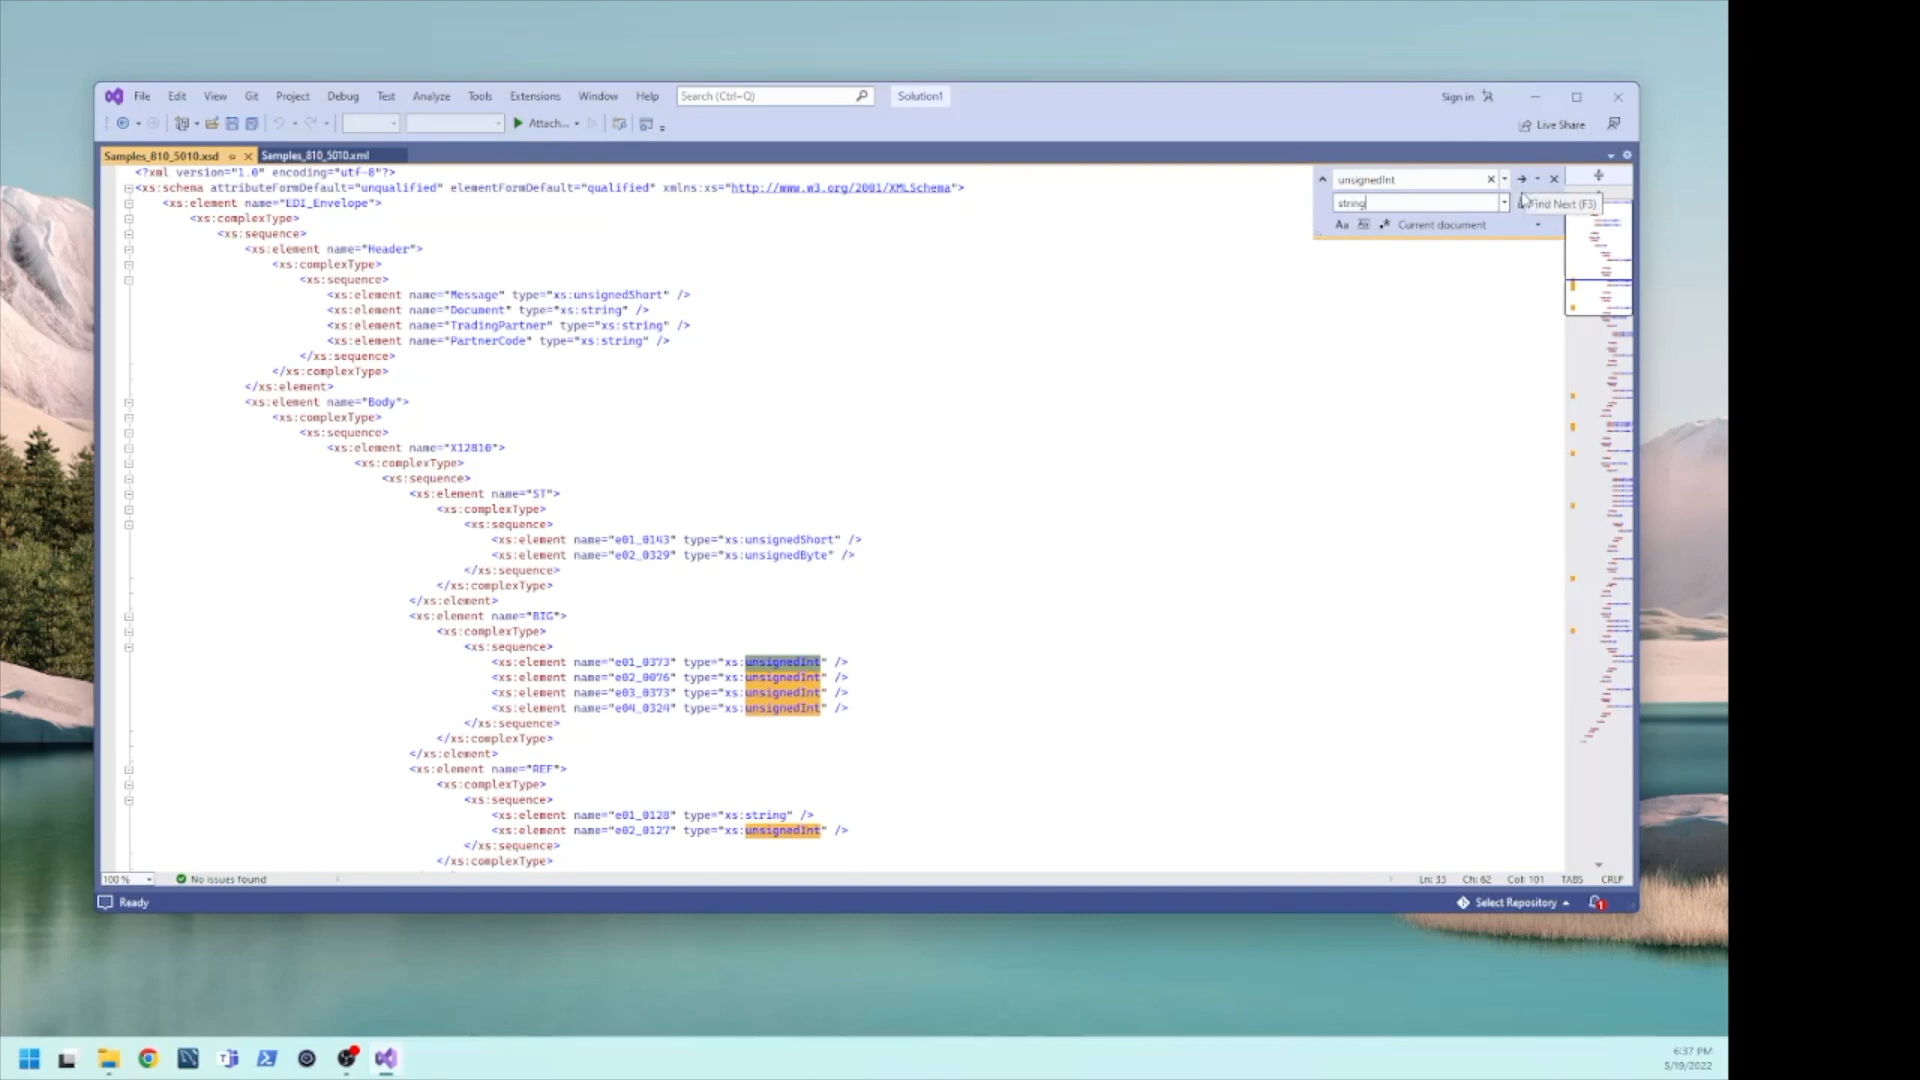 File Edit View Git Project Debug Test Analyze Tools Extensions Window Help Search (Ctrl+Q) Solution1 Sign in
Attach... Live Share
Samples_810_5010.xsd Samples_810_5010.xml
<?xml version="1.0" encoding="utf-8"?>
<xs:schema attributeFormDefault="unqualified" elementFormDefault="qualified" xmlns:xs="http://www.w3.org/2001/XMLSchema">
<xs:element name="EDI_Envelope">
<xs:complexType>
<xs:sequence>
<xs:element name="Header">
<xs:complexType>
<xs:sequence>
<xs:element name="Message" type="xs:unsignedShort" />
<xs:element name="Document" type="xs:string" />
<xs:element name="TradingPartner" type="xs:string" />
<xs:element name="PartnerCode" type="xs:string" />
</xs:sequence>
</xs:complexType>
</xs:element>
<xs:element name="Body">
<xs:complexType>
<xs:sequence>
<xs:element name="X12810">
<xs:complexType>
<xs:sequence>
<xs:element name="ST">
<xs:complexType>
<xs:sequence>
<xs:element name="e01_0143" type="xs:unsignedShort" />
<xs:element name="e02_0329" type="xs:unsignedByte" />
</xs:sequence>
</xs:complexType>
</xs:element>
<xs:element name="BIG">
<xs:complexType>
<xs:sequence>
<xs:element name="e01_0373" type="xs:unsignedInt" />
<xs:element name="e02_0076" type="xs:unsignedInt" />
<xs:element name="e03_0373" type="xs:unsignedInt" />
<xs:element name="e04_0324" type="xs:unsignedInt" />
</xs:sequence>
</xs:complexType>
</xs:element>
<xs:element name="REF">
<xs:complexType>
<xs:sequence>
<xs:element name="e01_0128" type="xs:string" />
<xs:element name="e02_0127" type="xs:unsignedInt" />
</xs:sequence>
</xs:complexType>
unsignedInt
string
Find Next (F3)
Aa Current document
100 % No issues found Ln: 33 Ch: 62 Col: 101 TABS CRLF
Ready Select Repository 1
6:37 PM
5/19/2022